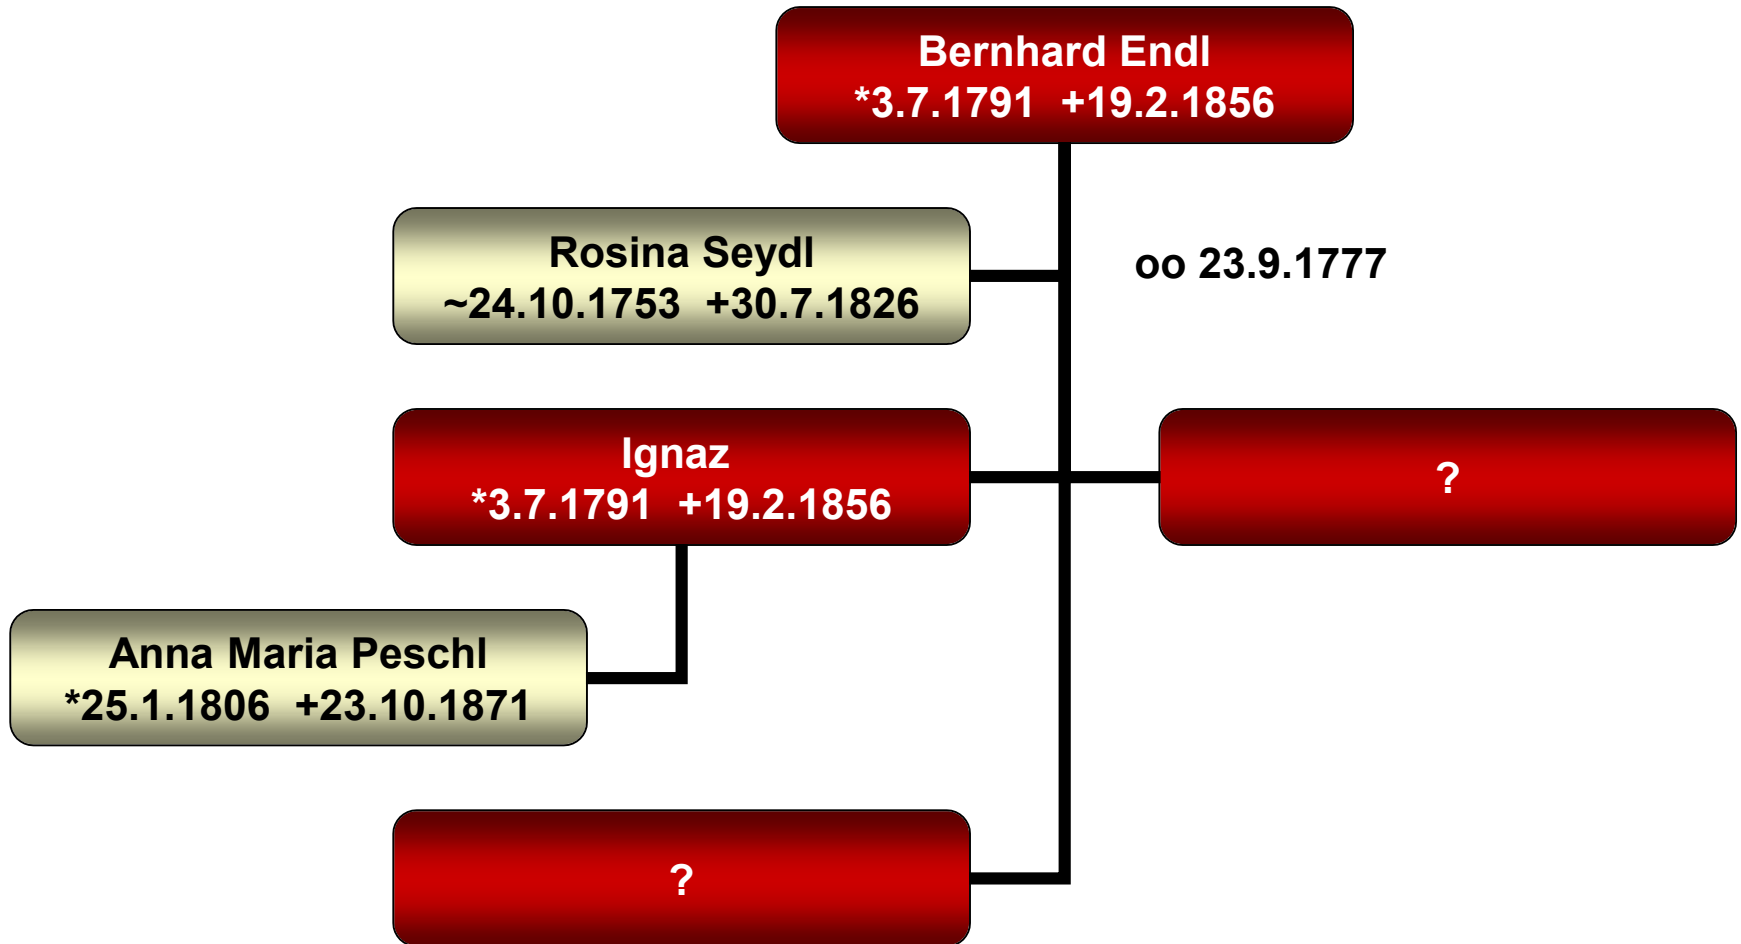 Bernhard Endl
*3.7.1791 +19.2.1856
Rosina Seydl
~24.10.1753 +30.7.1826
oo 23.9.1777
Ignaz
*3.7.1791 +19.2.1856
?
Anna Maria Peschl
*25.1.1806 +23.10.1871
?